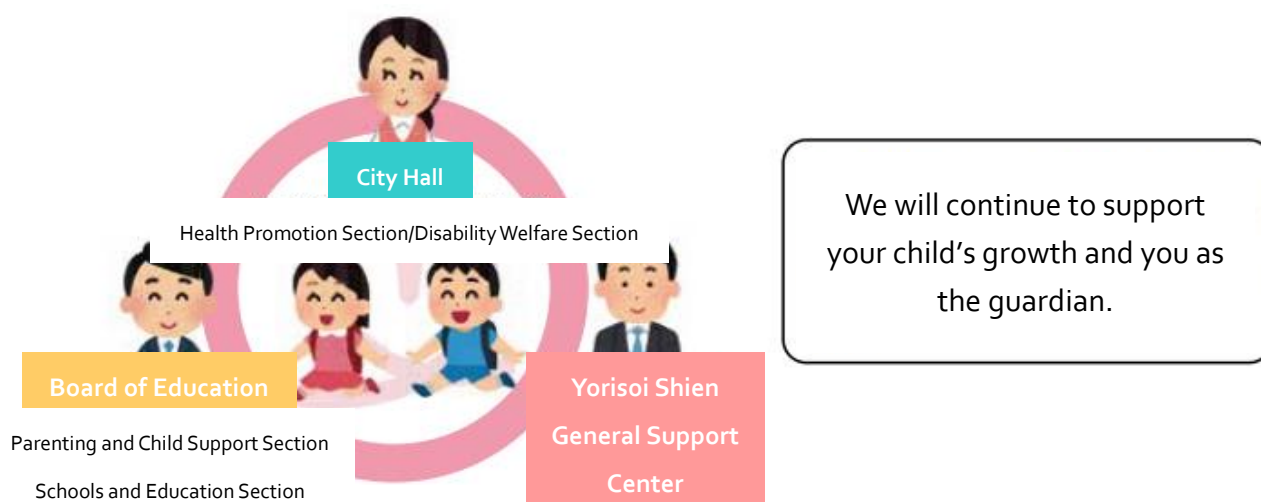 City Hall
Health Promotion Section/Disability Welfare Section
Board of Education
Parenting and Child Support Section
Schools and Education Section
Yorisoi Shien
General Support
Center
We will continue to support
your child’s growth and you as
the guardian.